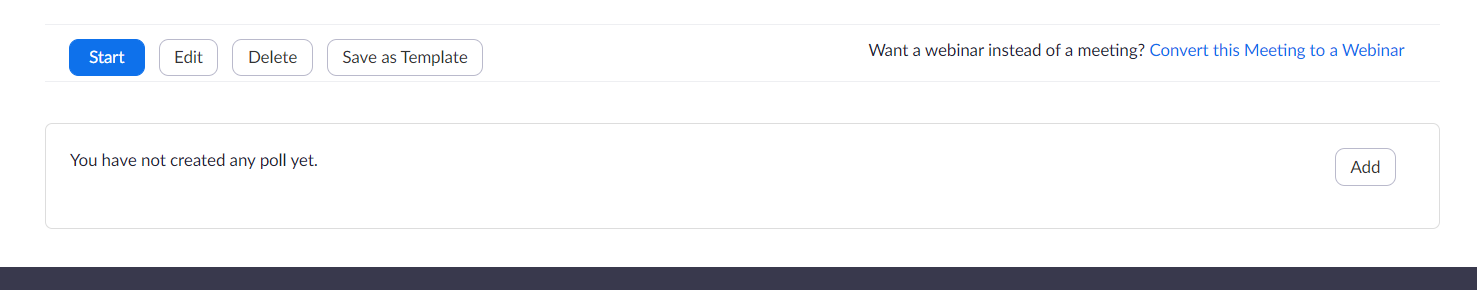 Start Edit Delete Save as Template Want a webinar instead of a meeting? Convert this Meeting to a Webinar
You have not created any poll yet. Add